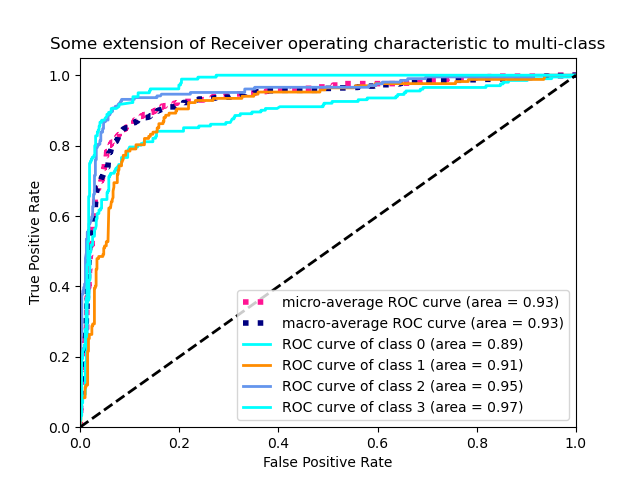 Some extension of Receiver operating characteristic to multi-class
1.0
0.8
0.6
0.4
0.2
0.0
True Positive Rate
micro-average ROC curve (area = 0.93)
macro-average ROC curve (area = 0.93)
ROC curve of class 0 (area = 0.89)
ROC curve of class 1 (area = 0.91)
ROC curve of class 2 (area = 0.95)
ROC curve of class 3 (area = 0.97)
0.0 0.2 0.4 0.6 0.8 1.0
False Positive Rate